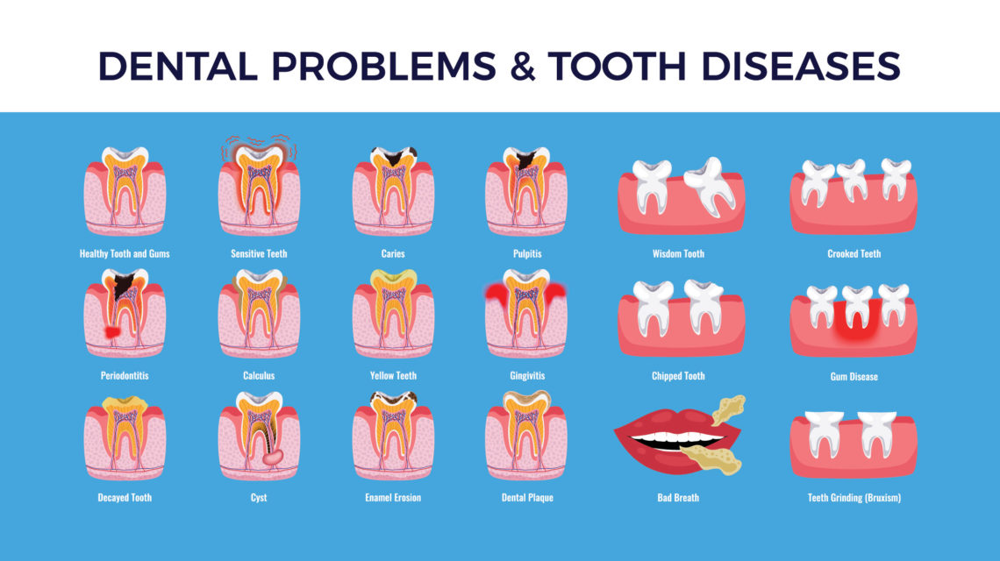 DENTAL PROBLEMS & TOOTH DISEASES
Healthy Tooth and Gums
Sensitive Teeth
Caries
Pulpitis
Wisdom Tooth
Crooked Teeth
Periodontitis
Calculus
Yellow Teeth
Gingivitis
Chipped Tooth
Gum Disease
Decayed Tooth
Cyst
Enamel Erosion
Dental Plaque
Bad Breath
Teeth Grinding (Bruxism)